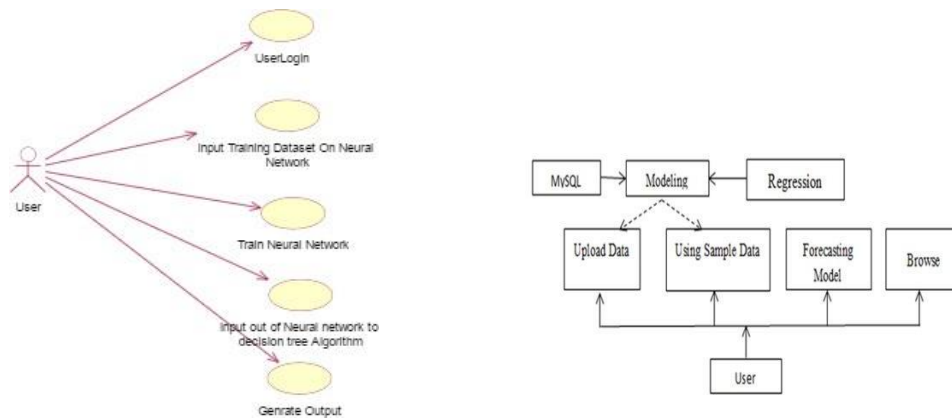 UserLogin
Input Training Dataset On Neural
Network
User
Train Neural Network
Input out of Neural network to
decision tree Algorithm
Genrate Output
MySQL
Modeling
Regression
Upload Data
Using Sample Data
Forecasting
Model
Browse
User